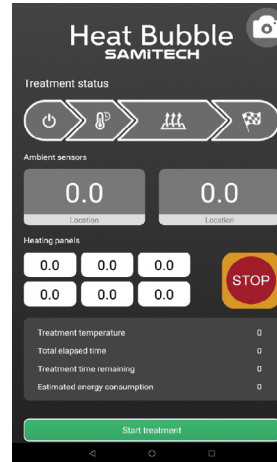 Heat Bubble
SAMITECH
Treatment status
Ambient sensors
0.0 0.0
Location Location
Heating panels
0.0 0.0 0.0
STOP
0.0 0.0 0.0
Treatment temperature 0
Total elapsed time 0
Treatment time remaining 0
Estimated energy consumption 0
Start treatment